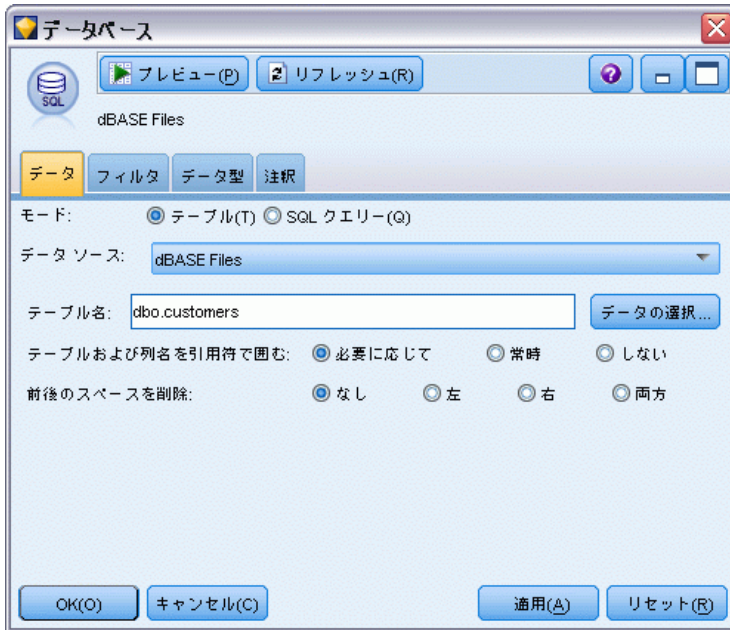 データベース
プレビュー(P) リフレッシュ(R)
SQL
dBASE Files
データ フィルタ データ型 注釈
モード: テーブル(T) SQL クエリー(Q)
データ ソース: dBASE Files
テーブル名: dbo.customers データの選択...
テーブルおよび列名を引用符で囲む: 必要に応じて 常時 しない
前後のスペースを削除: なし 左 右 両方
OK(O) キャンセル(C) 適用(A) リセット(R)